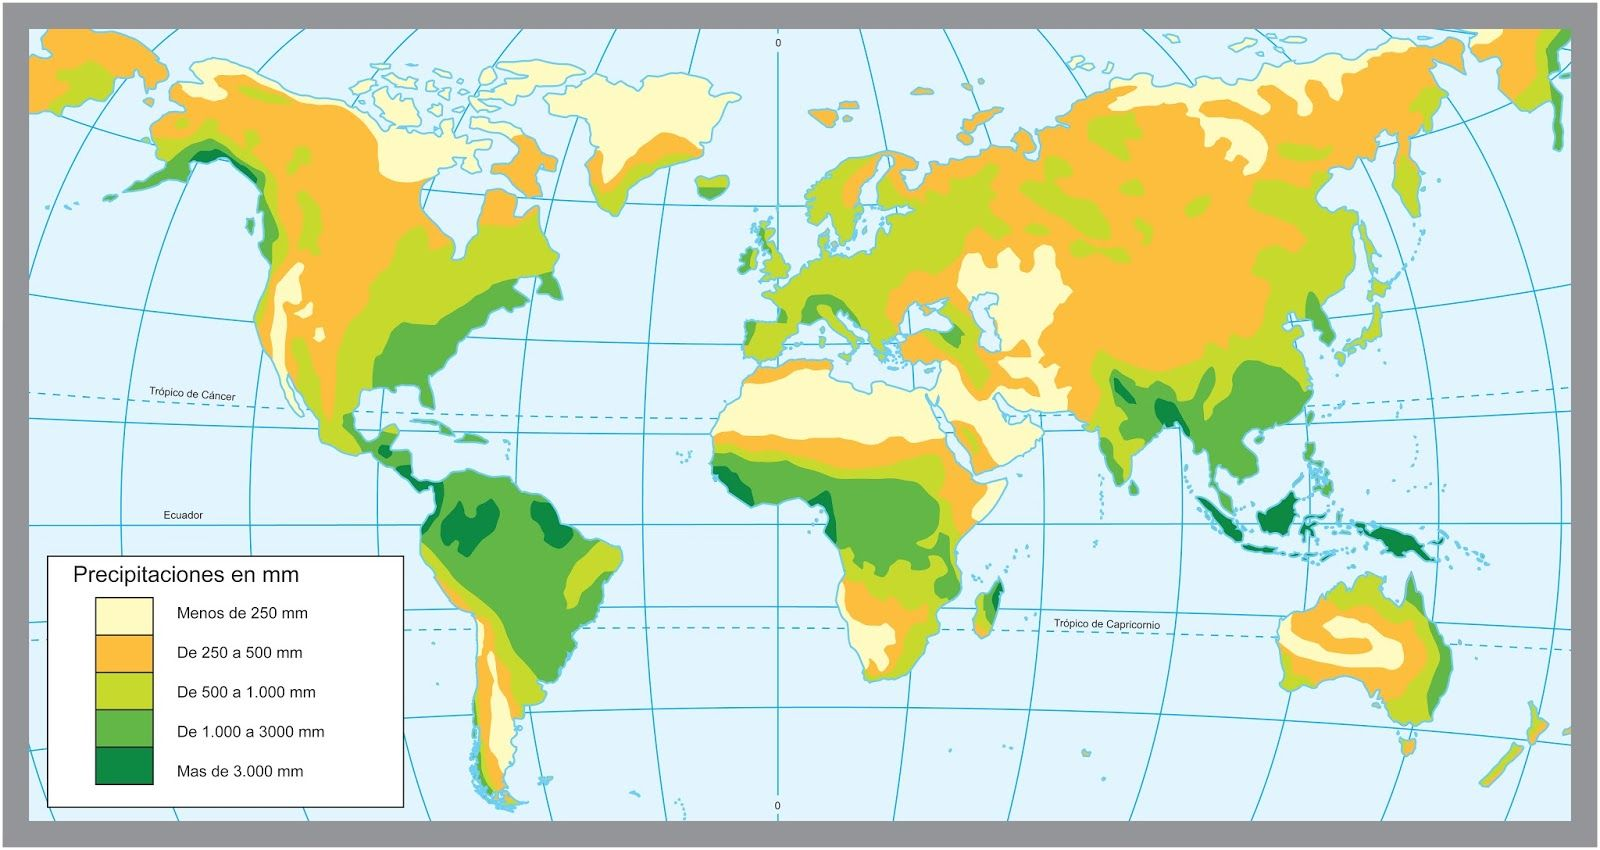 0
Trópico de Cáncer
Ecuador
Trópico de Capricornio
Precipitaciones en mm
Menos de 250 mm
De 250 a 500 mm
De 500 a 1.000 mm
De 1.000 a 3000 mm
Mas de 3.000 mm
0